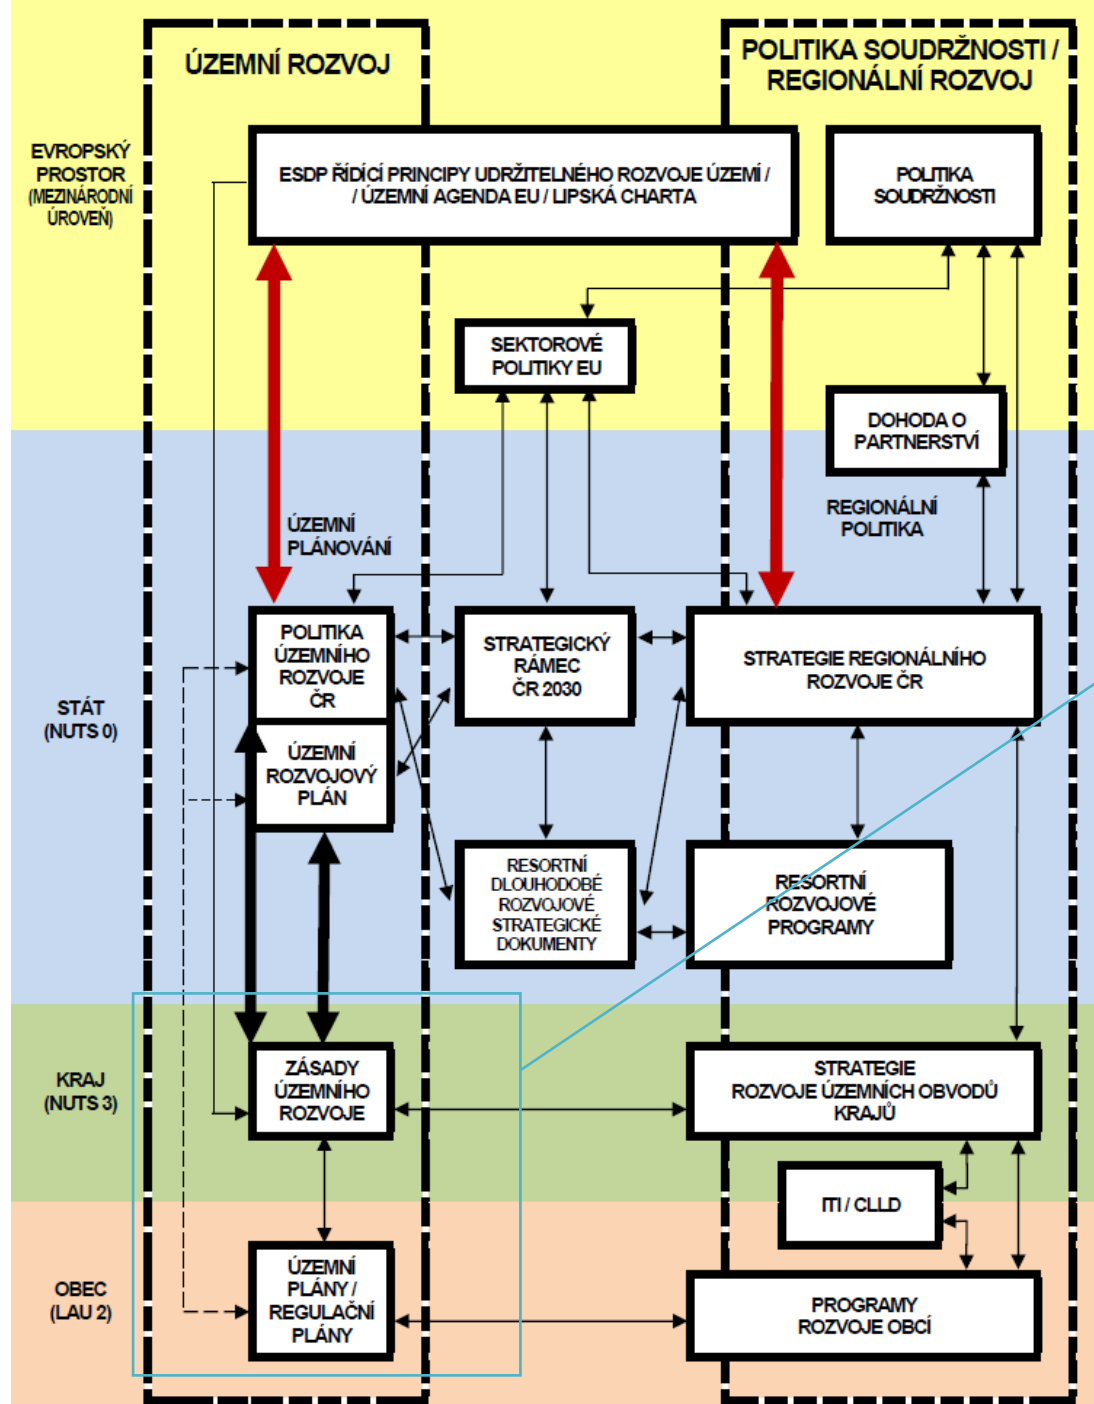 ÚZEMNÍ ROZVOJ
POLITIKA SOUDRŽNOSTI /
REGIONÁLNÍ ROZVOJ
EVROPSKÝ
PROSTOR
(MEZINÁRODNÍ
ÚROVEŇ)
ESDP ŘÍDÍCÍ PRINCIPY UDRŽITELNÉHO ROZVOJE ÚZEMÍ /
/ ÚZEMNÍ AGENDA EU / LIPSKÁ CHARTA
POLITIKA
SOUDRŽNOSTI
SEKTOROVÉ
POLITIKY EU
DOHODA O
PARTNERSTVÍ
ÚZEMNÍ
PLÁNOVÁNÍ
REGIONÁLNÍ
POLITIKA
STÁT
(NUTS 0)
POLITIKA
ÚZEMNÍHO
ROZVOJE
ČR
STRATEGICKÝ
RÁMEC
ČR 2030
STRATEGIE REGIONÁLNÍHO
ROZVOJE ČR
ÚZEMNÍ
ROZVOJOVÝ
PLÁN
RESORTNÍ
DLOUHODOBÉ
ROZVOJOVÉ
STRATEGICKÉ
DOKUMENTY
RESORTNÍ
ROZVOJOVÉ
PROGRAMY
KRAJ
(NUTS 3)
ZÁSADY
ÚZEMNÍHO
ROZVOJE
STRATEGIE
ROZVOJE ÚZEMNÍCH OBVODŮ
KRAJŮ
ITI / CLLD
OBEC
(LAU 2)
ÚZEMNÍ
PLÁNY /
REGULAČNÍ
PLÁNY
PROGRAMY
ROZVOJE OBCÍ